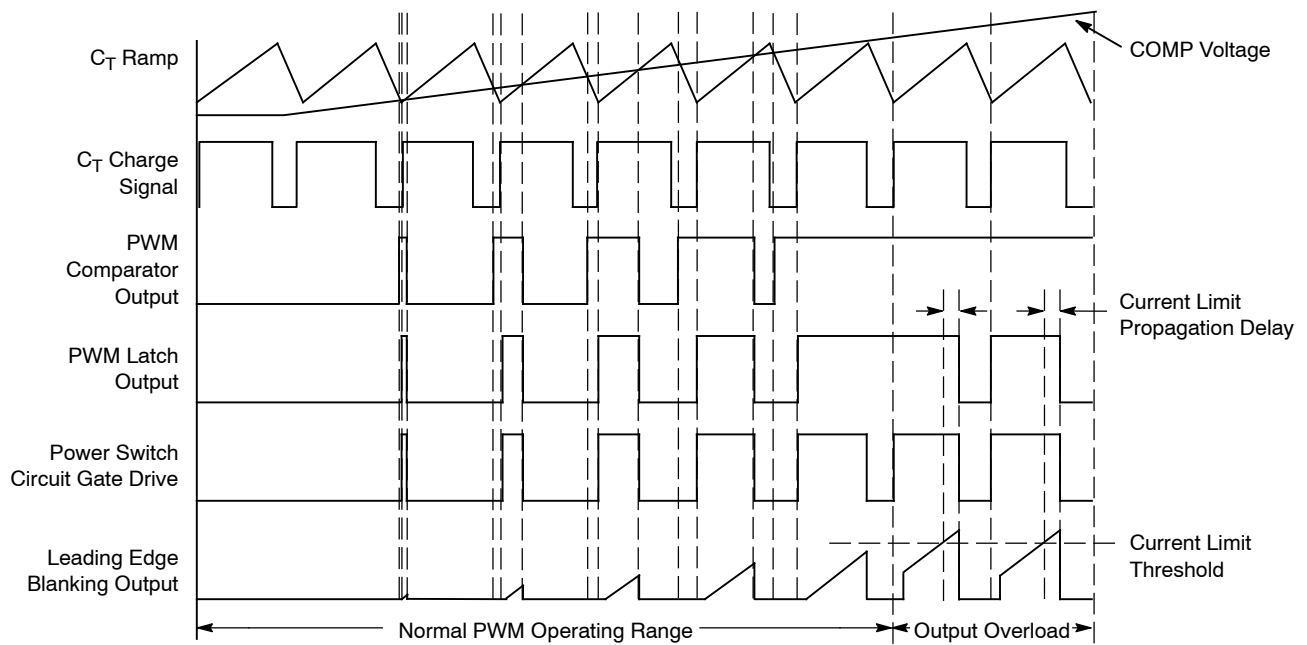 C_T Ramp
COMP Voltage
C_T Charge
Signal
PWM
Comparator
Output
Current Limit
Propagation Delay
PWM Latch
Output
Power Switch
Circuit Gate Drive
Leading Edge
Blanking Output
Current Limit
Threshold
Normal PWM Operating Range
Output Overload